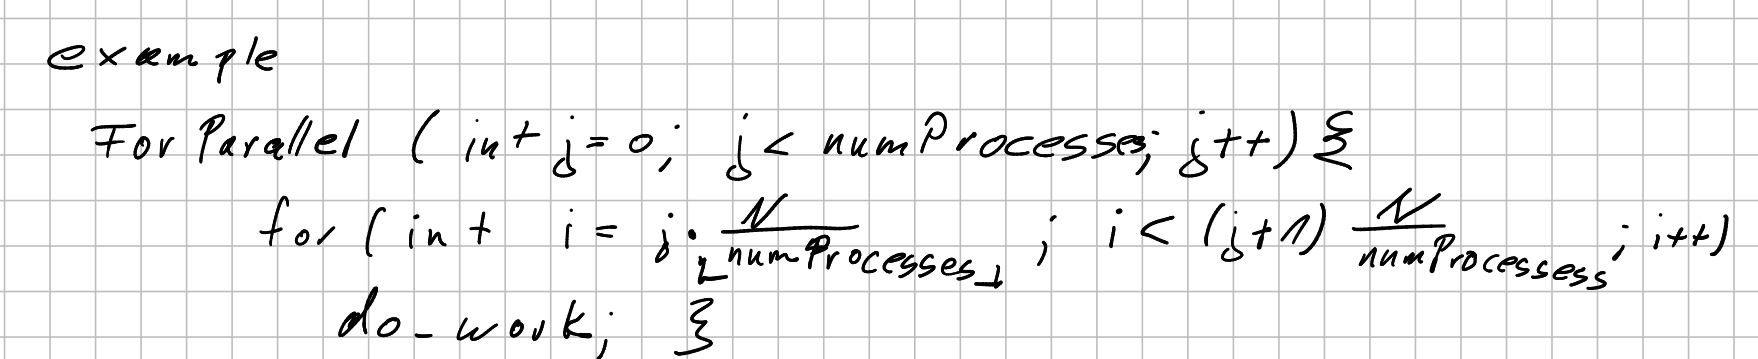 example
For Parallel ( int j = 0; j < numProcesses; j++) {
for ( int i = j · ⌊N/numProcesses⌋ ; i < (j+1) N/numProcessess ; i++)
do_work; }